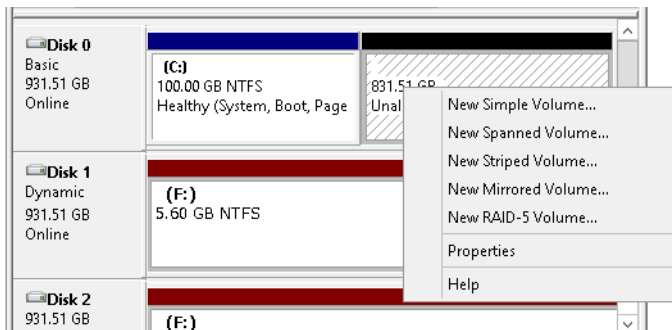 Disk 0
Basic
931.51 GB
Online
(C:)
100.00 GB NTFS
Healthy (System, Boot, Page
831.51 GB
Unal
New Simple Volume...
New Spanned Volume...
New Striped Volume...
New Mirrored Volume...
New RAID-5 Volume...
Properties
Help
Disk 1
Dynamic
931.51 GB
Online
(F:)
5.60 GB NTFS
Disk 2
931.51 GB
(F:)